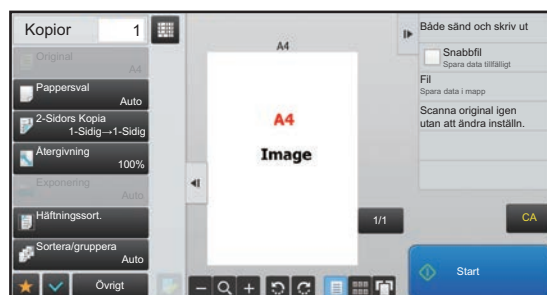 Kopior 1
Original
A4
Pappersval
Auto
2-Sidors Kopia
1-Sidig→1-Sidig
Återgivning
100%
Exponering
Auto
Häftningssort.
Sortera/gruppera
Auto
Övrigt
A4
A4
Image
1/1
Både sänd och skriv ut
Snabbfil
Spara data tillfälligt
Fil
Spara data i mapp
Scanna original igen
utan att ändra inställn.
CA
Start